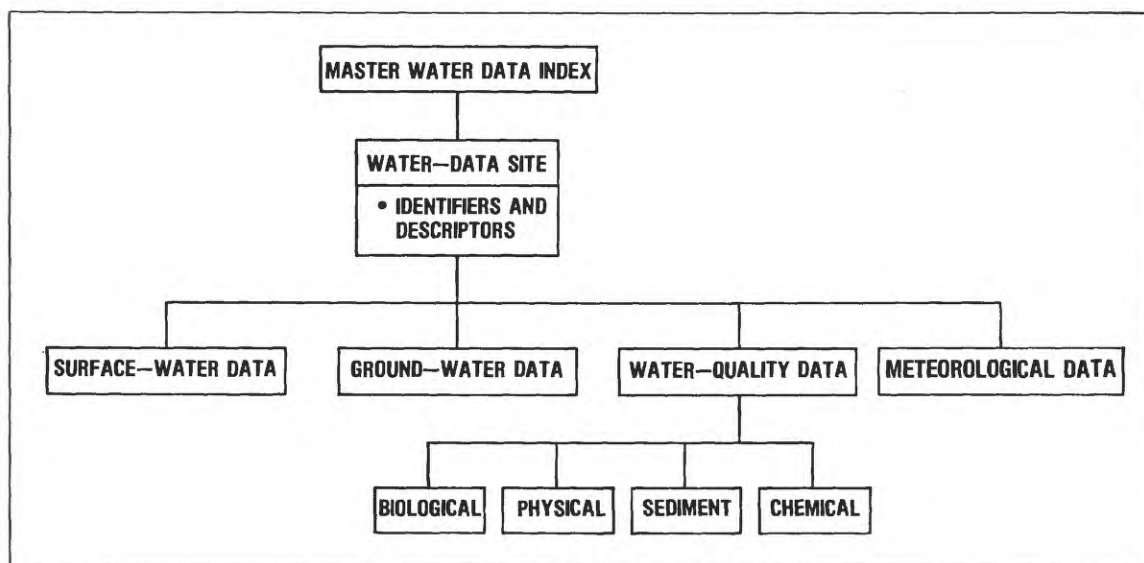 MASTER WATER DATA INDEX
WATER—DATA SITE
• IDENTIFIERS AND
DESCRIPTORS
SURFACE—WATER DATA
GROUND—WATER DATA
WATER—QUALITY DATA
METEOROLOGICAL DATA
BIOLOGICAL
PHYSICAL
SEDIMENT
CHEMICAL